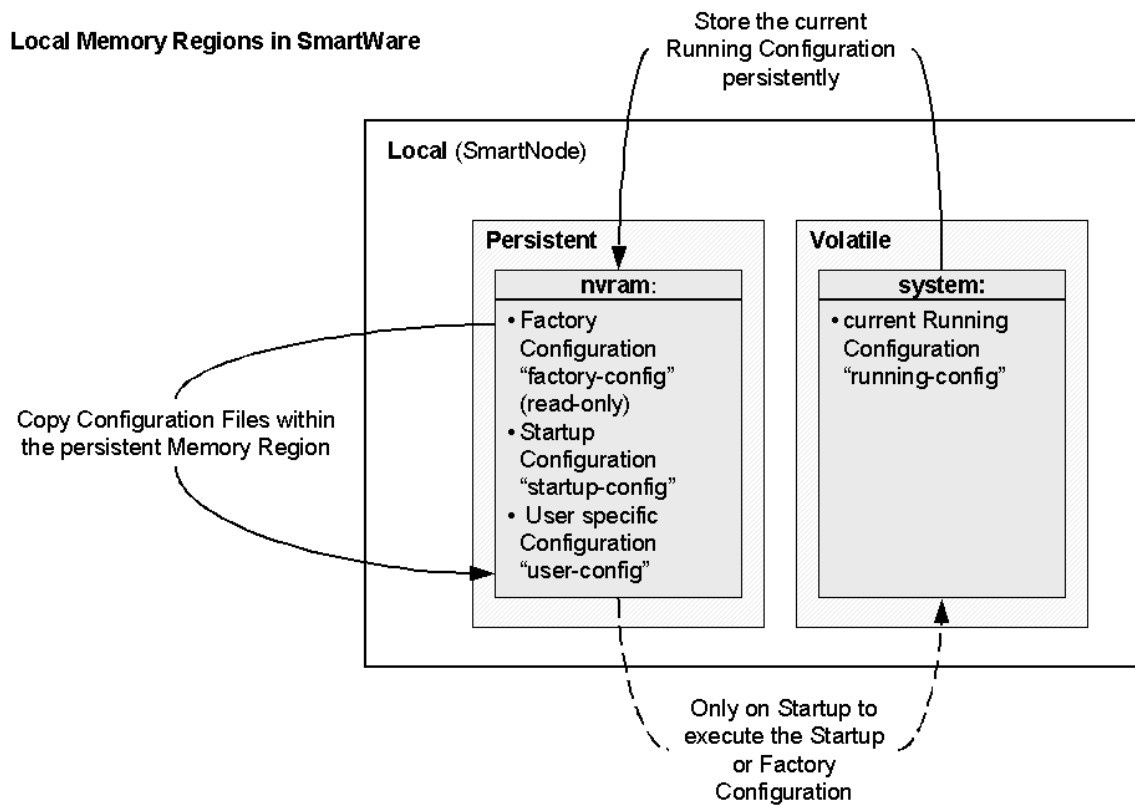 Local Memory Regions in SmartWare
Store the current
Running Configuration
persistently
Local (SmartNode)
Persistent
nvram:
• Factory
Configuration
“factory-config”
(read-only)
• Startup
Configuration
“startup-config”
• User specific
Configuration
“user-config”
Volatile
system:
• current Running
Configuration
“running-config”
Copy Configuration Files within
the persistent Memory Region
Only on Startup to
execute the Startup
or Factory
Configuration